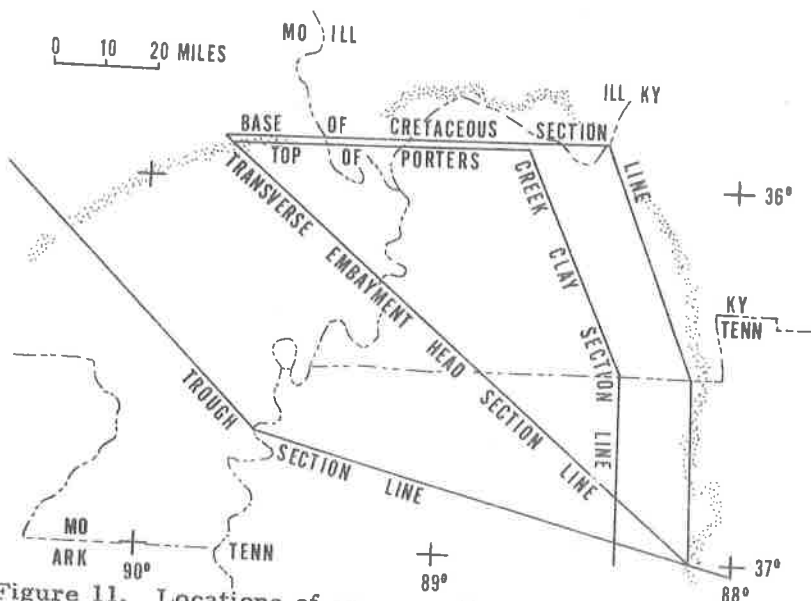 MO ILL
0 10 20 MILES
ILL KY
BASE OF CRETACEOUS SECTION LINE
TOP OF PORTERS CREEK CLAY SECTION LINE
TRANSVERSE EMBAYMENT HEAD SECTION LINE
36°
KY
TENN
TROUGH SECTION LINE
MO
ARK
TENN
90°
89°
37°
88°
Figure 11. Locations of